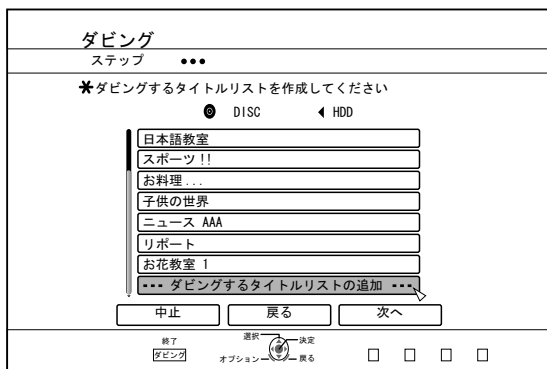 ダビング
ステップ •••
*ダビングするタイトルリストを作成してください
DISC HDD
日本語教室
スポーツ !!
お料理...
子供の世界
ニュース AAA
リポート
お花教室 1
--- ダビングするタイトルリストの追加 ---
中止 戻る 次へ
終了 選択 決定
ダビング オプション 戻る